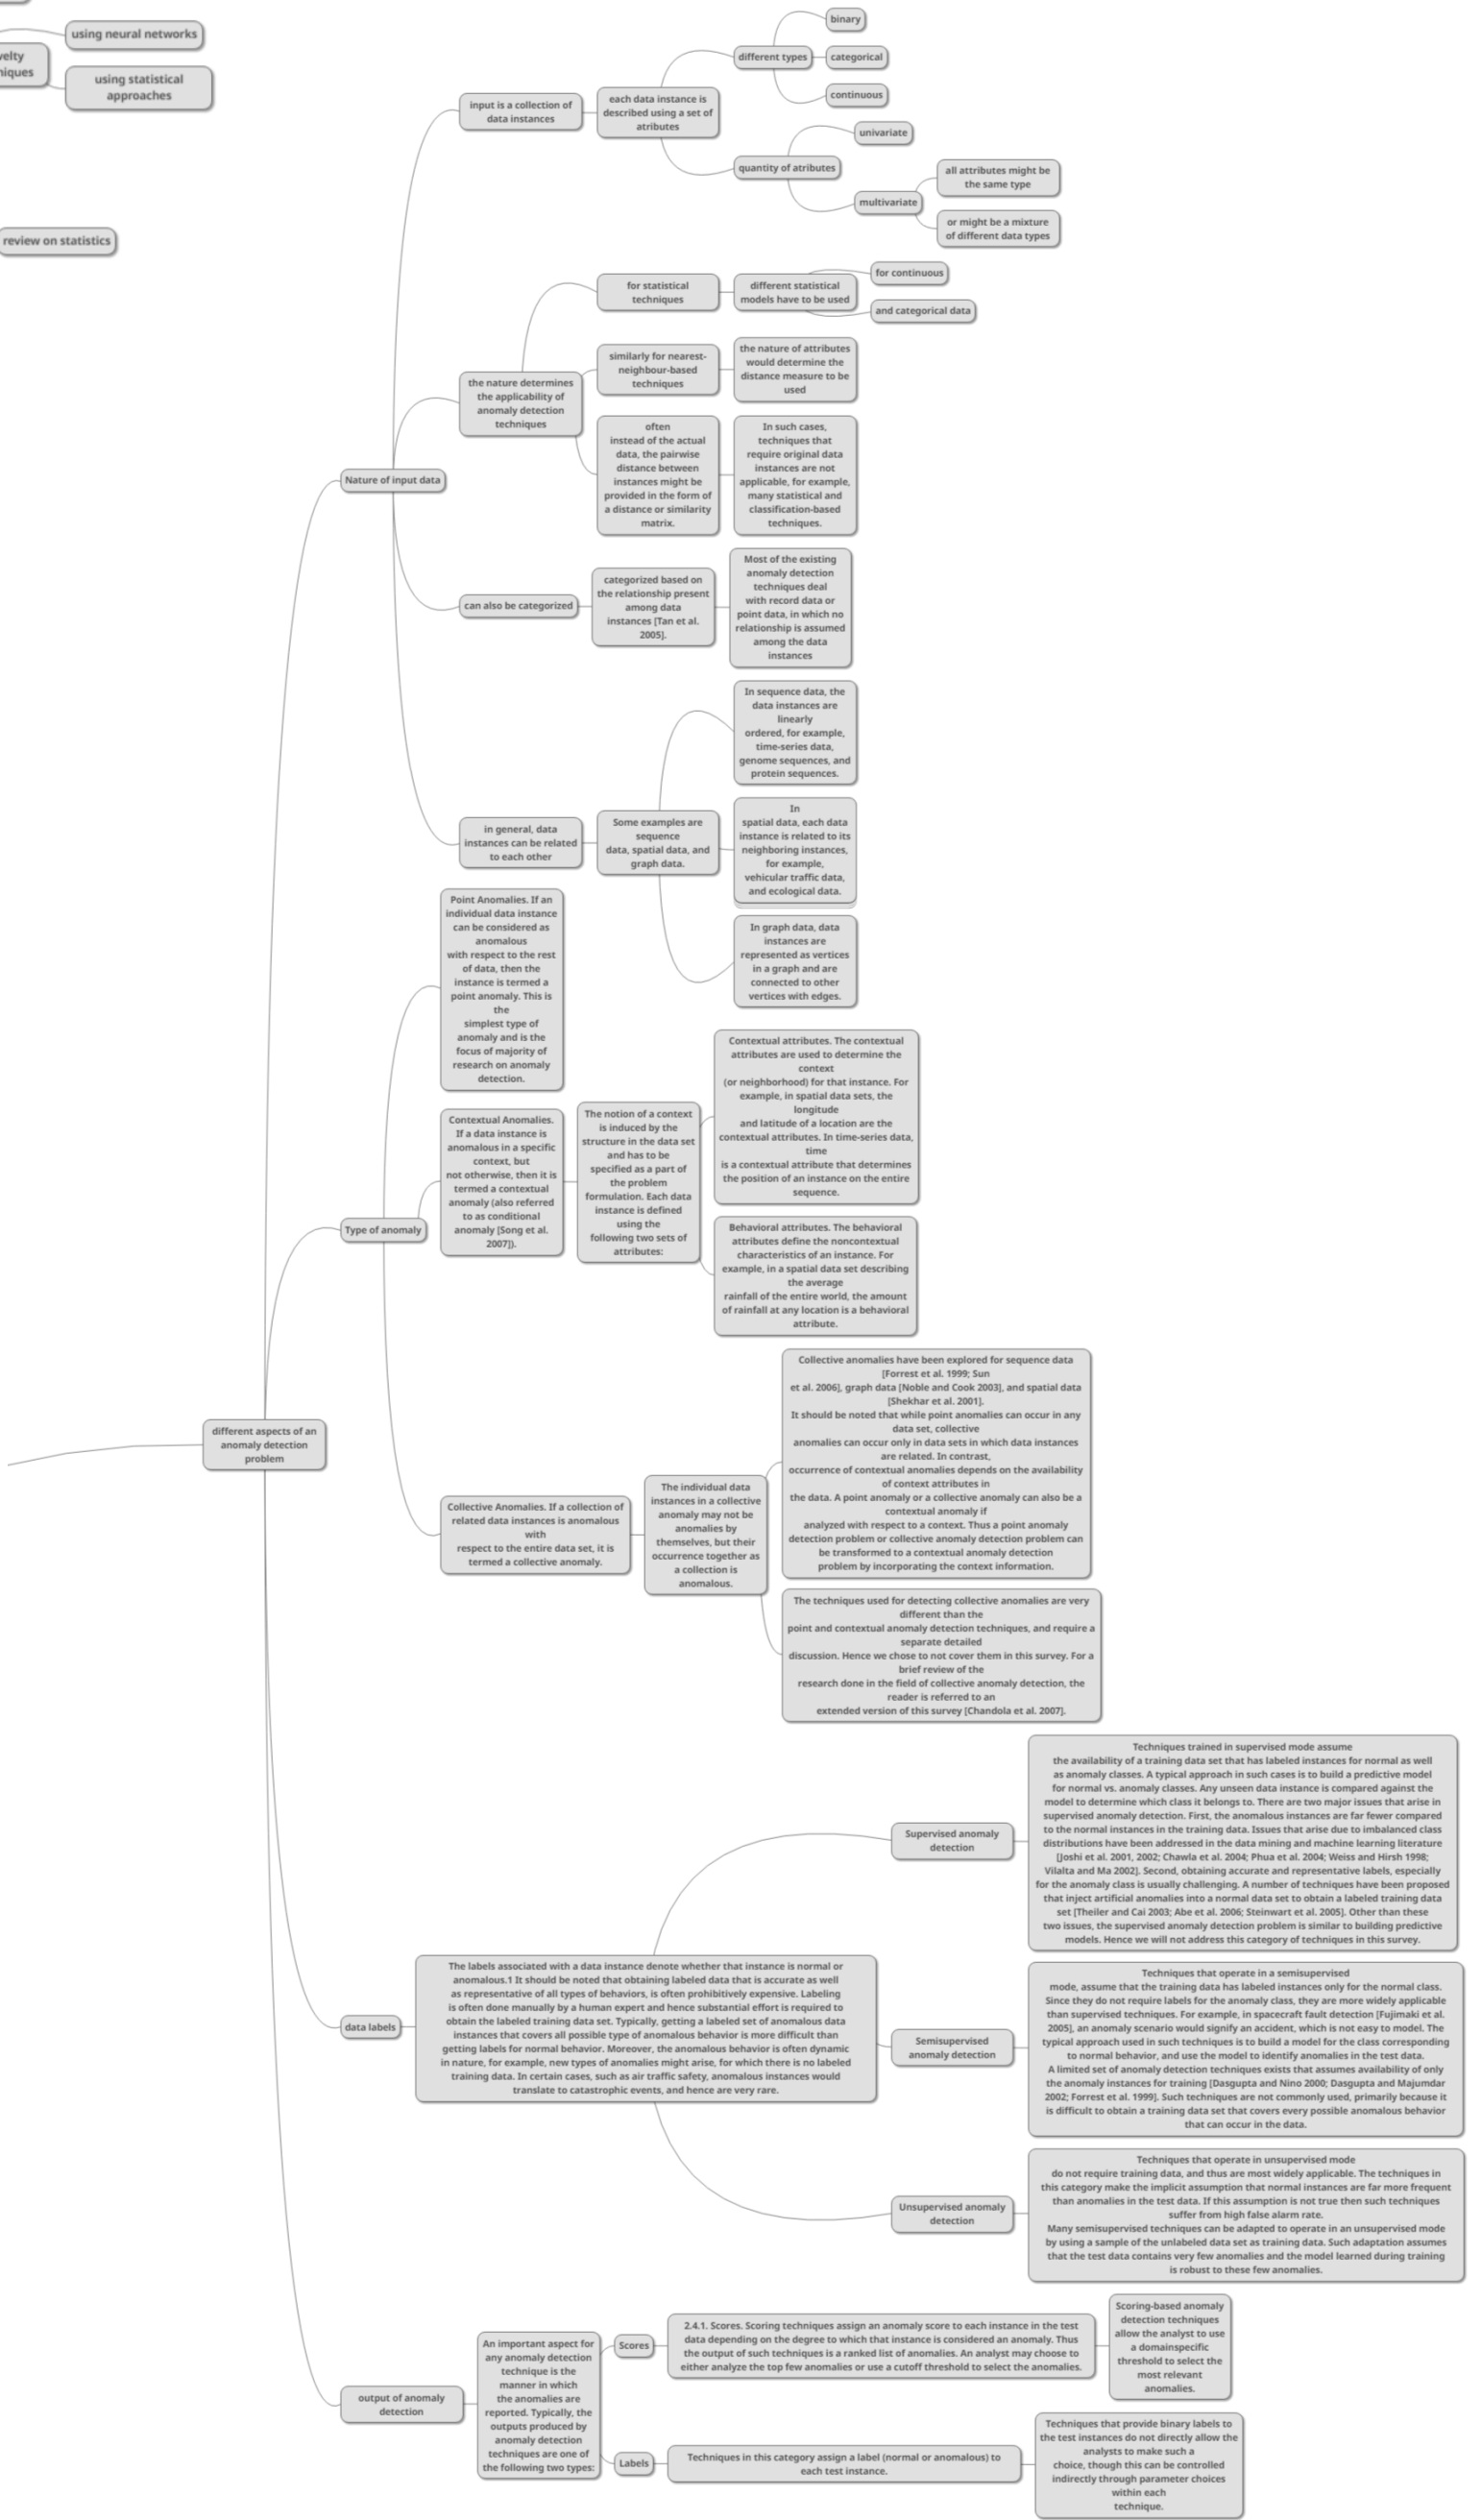 using neural networks
velty
niques
using statistical
approaches
review on statistics
different aspects of an
anomaly detection
problem
Nature of input data
input is a collection of
data instances
each data instance is
described using a set of
atributes
different types
binary
categorical
continuous
quantity of atributes
univariate
multivariate
all attributes might be
the same type
or might be a mixture
of different data types
the nature determines
the applicability of
anomaly detection
techniques
for statistical
techniques
different statistical
models have to be used
for continuous
and categorical data
similarly for nearest-
neighbour-based
techniques
the nature of attributes
would determine the
distance measure to be
used
often
instead of the actual
data, the pairwise
distance between
instances might be
provided in the form of
a distance or similarity
matrix.
In such cases,
techniques that
require original data
instances are not
applicable, for example,
many statistical and
classification-based
techniques.
can also be categorized
categorized based on
the relationship present
among data
instances [Tan et al.
2005].
Most of the existing
anomaly detection
techniques deal
with record data or
point data, in which no
relationship is assumed
among the data
instances
in general, data
instances can be related
to each other
Some examples are
sequence
data, spatial data, and
graph data.
In sequence data, the
data instances are
linearly
ordered, for example,
time-series data,
genome sequences, and
protein sequences.
In
spatial data, each data
instance is related to its
neighboring instances,
for example,
vehicular traffic data,
and ecological data.
In graph data, data
instances are
represented as vertices
in a graph and are
connected to other
vertices with edges.
Type of anomaly
Point Anomalies. If an
individual data instance
can be considered as
anomalous
with respect to the rest
of data, then the
instance is termed a
point anomaly. This is
the
simplest type of
anomaly and is the
focus of majority of
research on anomaly
detection.
Contextual Anomalies.
If a data instance is
anomalous in a specific
context, but
not otherwise, then it is
termed a contextual
anomaly (also referred
to as conditional
anomaly [Song et al.
2007]).
The notion of a context
is induced by the
structure in the data set
and has to be
specified as a part of
the problem
formulation. Each data
instance is defined
using the
following two sets of
attributes:
Contextual attributes. The contextual
attributes are used to determine the
context
(or neighborhood) for that instance. For
example, in spatial data sets, the
longitude
and latitude of a location are the
contextual attributes. In time-series data,
time
is a contextual attribute that determines
the position of an instance on the entire
sequence.
Behavioral attributes. The behavioral
attributes define the noncontextual
characteristics of an instance. For
example, in a spatial data set describing
the average
rainfall of the entire world, the amount
of rainfall at any location is a behavioral
attribute.
Collective Anomalies. If a collection of
related data instances is anomalous
with
respect to the entire data set, it is
termed a collective anomaly.
The individual data
instances in a collective
anomaly may not be
anomalies by
themselves, but their
occurrence together as
a collection is
anomalous.
Collective anomalies have been explored for sequence data
[Forrest et al. 1999; Sun
et al. 2006], graph data [Noble and Cook 2003], and spatial data
[Shekhar et al. 2001].
It should be noted that while point anomalies can occur in any
data set, collective
anomalies can occur only in data sets in which data instances
are related. In contrast,
occurrence of contextual anomalies depends on the availability
of context attributes in
the data. A point anomaly or a collective anomaly can also be a
contextual anomaly if
analyzed with respect to a context. Thus a point anomaly
detection problem or collective anomaly detection problem can
be transformed to a contextual anomaly detection
problem by incorporating the context information.
The techniques used for detecting collective anomalies are very
different than the
point and contextual anomaly detection techniques, and require a
separate detailed
discussion. Hence we chose to not cover them in this survey. For a
brief review of the
research done in the field of collective anomaly detection, the
reader is referred to an
extended version of this survey [Chandola et al. 2007].
data labels
The labels associated with a data instance denote whether that instance is normal or
anomalous.1 It should be noted that obtaining labeled data that is accurate as well
as representative of all types of behaviors, is often prohibitively expensive. Labeling
is often done manually by a human expert and hence substantial effort is required to
obtain the labeled training data set. Typically, getting a labeled set of anomalous data
instances that covers all possible type of anomalous behavior is more difficult than
getting labels for normal behavior. Moreover, the anomalous behavior is often dynamic
in nature, for example, new types of anomalies might arise, for which there is no labeled
training data. In certain cases, such as air traffic safety, anomalous instances would
translate to catastrophic events, and hence are very rare.
Supervised anomaly
detection
Techniques trained in supervised mode assume
the availability of a training data set that has labeled instances for normal as well
as anomaly classes. A typical approach in such cases is to build a predictive model
for normal vs. anomaly classes. Any unseen data instance is compared against the
model to determine which class it belongs to. There are two major issues that arise in
supervised anomaly detection. First, the anomalous instances are far fewer compared
to the normal instances in the training data. Issues that arise due to imbalanced class
distributions have been addressed in the data mining and machine learning literature
[Joshi et al. 2001, 2002; Chawla et al. 2004; Phua et al. 2004; Weiss and Hirsh 1998;
Vilalta and Ma 2002]. Second, obtaining accurate and representative labels, especially
for the anomaly class is usually challenging. A number of techniques have been proposed
that inject artificial anomalies into a normal data set to obtain a labeled training data
set [Theiler and Cai 2003; Abe et al. 2006; Steinwart et al. 2005]. Other than these
two issues, the supervised anomaly detection problem is similar to building predictive
models. Hence we will not address this category of techniques in this survey.
Semisupervised
anomaly detection
Techniques that operate in a semisupervised
mode, assume that the training data has labeled instances only for the normal class.
Since they do not require labels for the anomaly class, they are more widely applicable
than supervised techniques. For example, in spacecraft fault detection [Fujimaki et al.
2005], an anomaly scenario would signify an accident, which is not easy to model. The
typical approach used in such techniques is to build a model for the class corresponding
to normal behavior, and use the model to identify anomalies in the test data.
A limited set of anomaly detection techniques exists that assumes availability of only
the anomaly instances for training [Dasgupta and Nino 2000; Dasgupta and Majumdar
2002; Forrest et al. 1999]. Such techniques are not commonly used, primarily because it
is difficult to obtain a training data set that covers every possible anomalous behavior
that can occur in the data.
Unsupervised anomaly
detection
Techniques that operate in unsupervised mode
do not require training data, and thus are most widely applicable. The techniques in
this category make the implicit assumption that normal instances are far more frequent
than anomalies in the test data. If this assumption is not true then such techniques
suffer from high false alarm rate.
Many semisupervised techniques can be adapted to operate in an unsupervised mode
by using a sample of the unlabeled data set as training data. Such adaptation assumes
that the test data contains very few anomalies and the model learned during training
is robust to these few anomalies.
output of anomaly
detection
An important aspect for
any anomaly detection
technique is the
manner in which
the anomalies are
reported. Typically, the
outputs produced by
anomaly detection
techniques are one of
the following two types:
Scores
2.4.1. Scores. Scoring techniques assign an anomaly score to each instance in the test
data depending on the degree to which that instance is considered an anomaly. Thus
the output of such techniques is a ranked list of anomalies. An analyst may choose to
either analyze the top few anomalies or use a cutoff threshold to select the anomalies.
Scoring-based anomaly
detection techniques
allow the analyst to use
a domainspecific
threshold to select the
most relevant
anomalies.
Labels
Techniques in this category assign a label (normal or anomalous) to
each test instance.
Techniques that provide binary labels to
the test instances do not directly allow the
analysts to make such a
choice, though this can be controlled
indirectly through parameter choices
within each
technique.